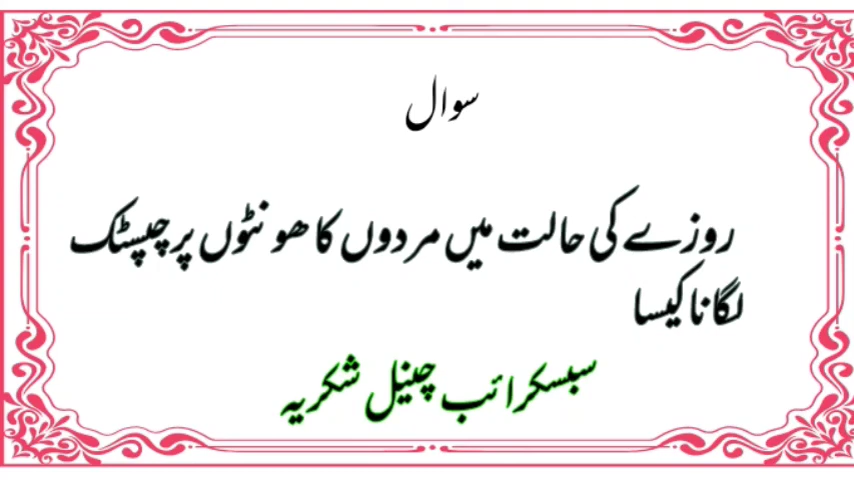 سوال
روزے کی حالت میں مردوں کا ھونٹوں پر چپسٹک
لگانا کیسا
سبسکرائب چینل شکریہ